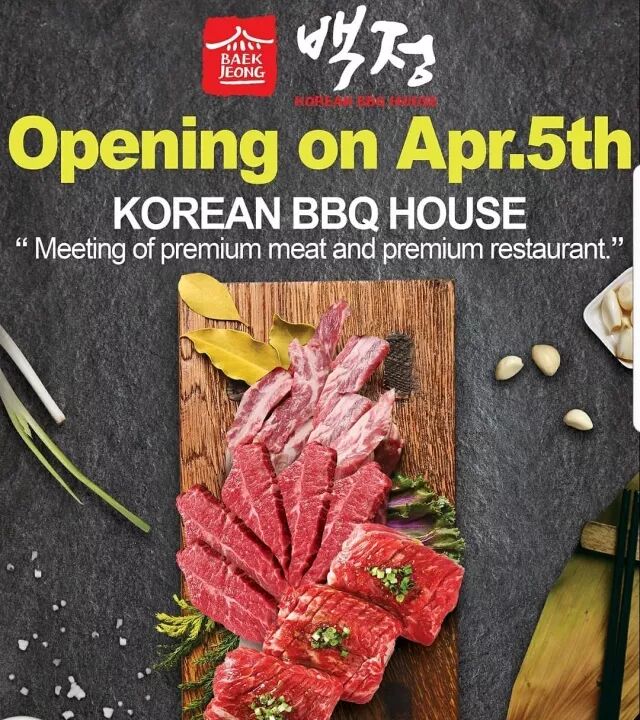 BAEK
JEONG
백정
KOREAN BBQ HOUSE
Opening on Apr.5th
KOREAN BBQ HOUSE
“ Meeting of premium meat and premium restaurant.”